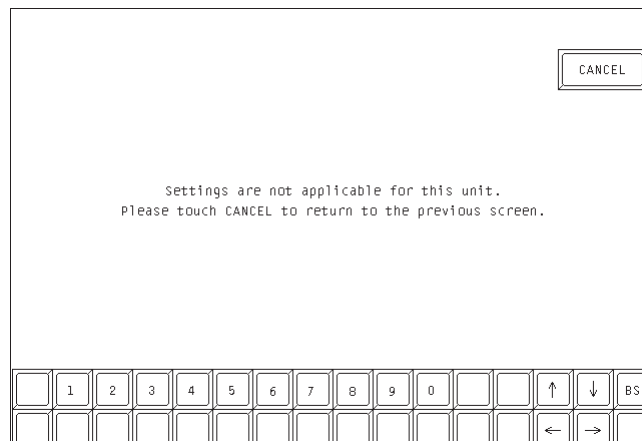 CANCEL
Settings are not applicable for this unit.
Please touch CANCEL to return to the previous screen.
1 2 3 4 5 6 7 8 9 0 ↑ ↓ BS
← →